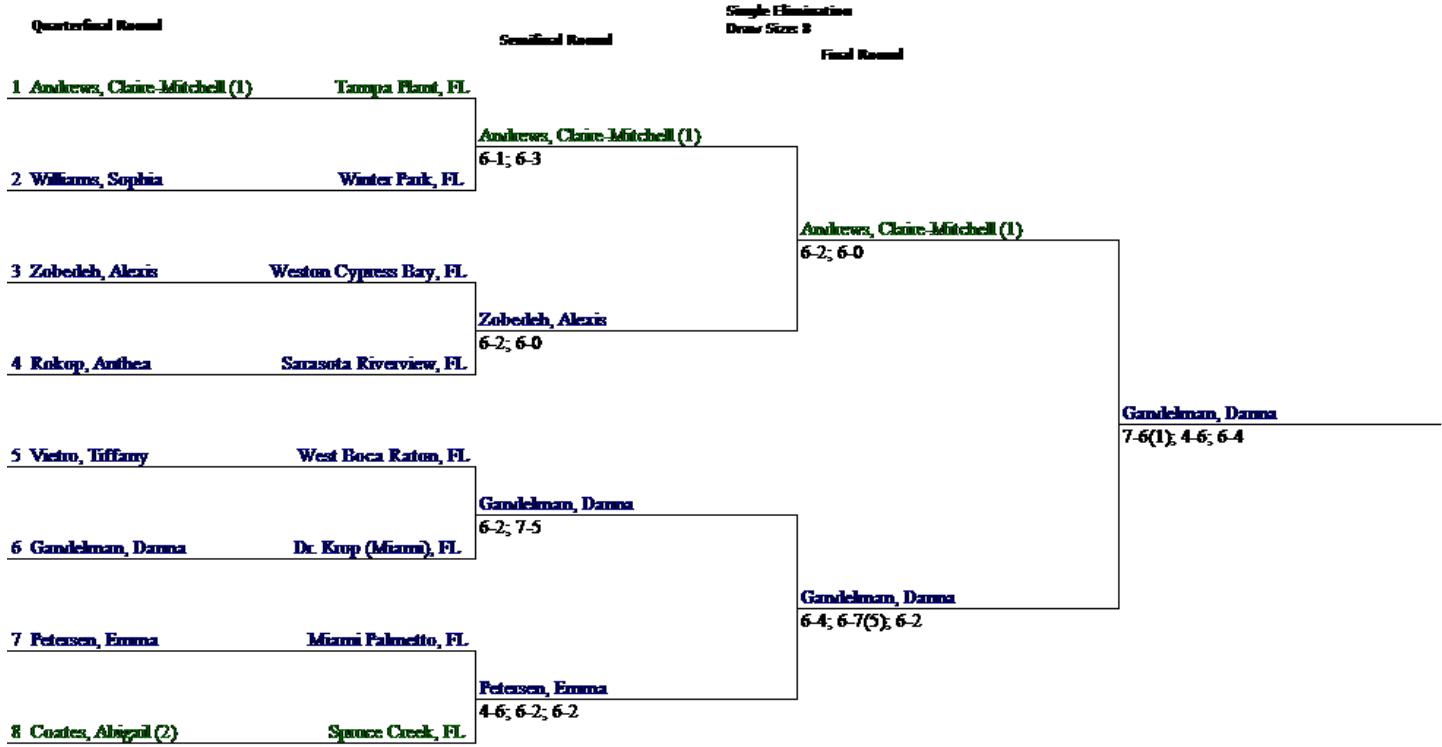 Single Elimination
Draw Size: 8
Quarterfinal Round
Semifinal Round
Final Round
1 Andrews, Claire-Mitchell (1) Tampa Plant, FL
Andrews, Claire-Mitchell (1)
6-1; 6-3
2 Williams, Sophia Winter Park, FL
Andrews, Claire-Mitchell (1)
6-2; 6-0
3 Zobedeh, Alexis Weston Cypress Bay, FL
Zobedeh, Alexis
6-2; 6-0
4 Rokop, Anthea Sarasota Riverview, FL
Gandelman, Danna
7-6(1); 4-6; 6-4
5 Vietro, Tiffany West Boca Raton, FL
Gandelman, Danna
6-2; 7-5
6 Gandelman, Danna Dr. Krop (Miami), FL
Gandelman, Danna
6-4; 6-7(5); 6-2
7 Petersen, Emma Miami Palmetto, FL
Petersen, Emma
4-6; 6-2; 6-2
8 Coates, Abigail (2) Spruce Creek, FL